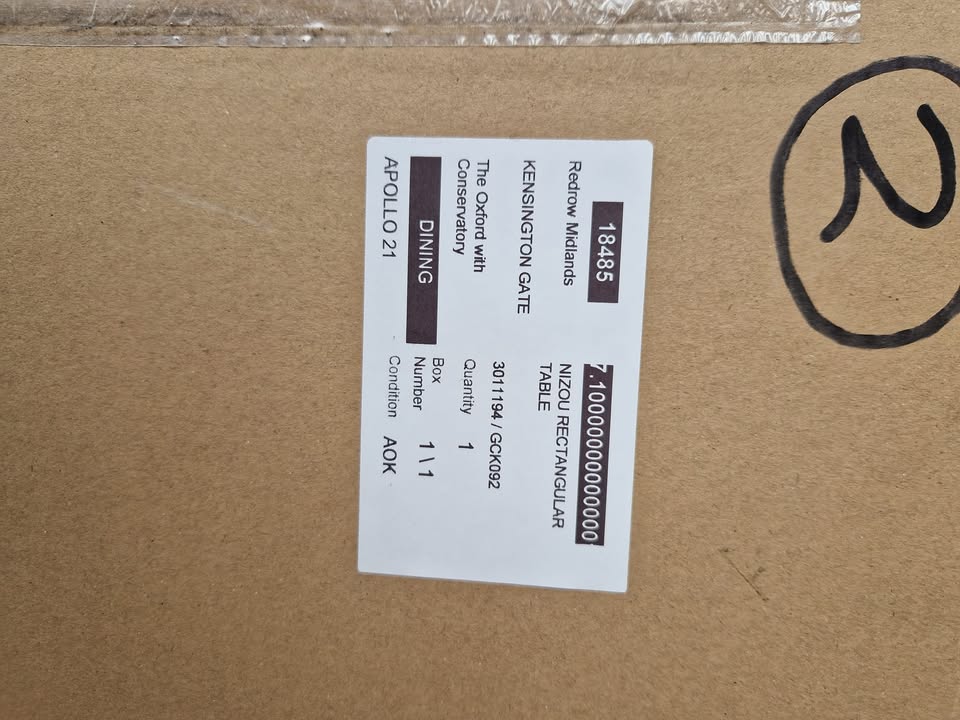 18485
Redrow Midlands
KENSINGTON GATE
The Oxford with
Conservatory
DINING
APOLLO 21
7.10000000000000
NIZOU RECTANGULAR
TABLE
3011194 / GCK092
Quantity 1
Box
Number 1 \ 1
Condition AOK
2